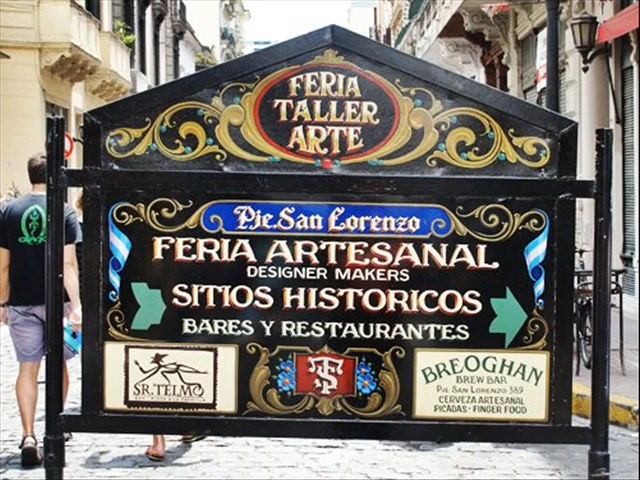 FERIA
TALLER
ARTE
Pje. San Lorenzo
FERIA ARTESANAL
DESIGNER MAKERS
SITIOS HISTORICOS
BARES Y RESTAURANTES
SR. TELMO
BREOGHAN
BREW BAR
PJE. SAN LORENZO 389
CERVEZA ARTESANAL
PICADAS - FINGER FOOD